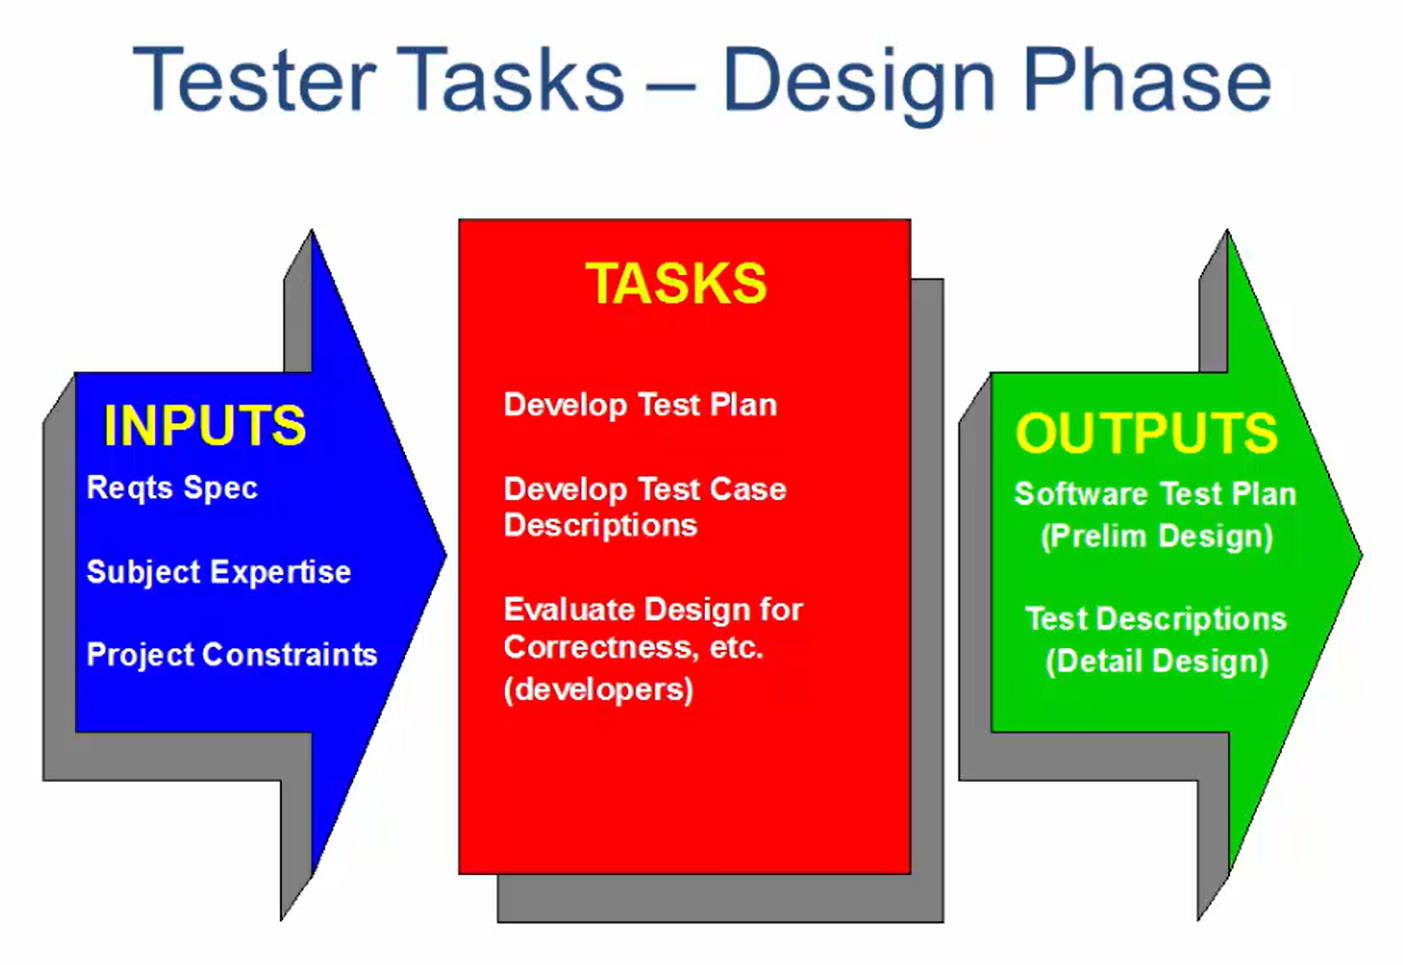 Tester Tasks – Design Phase
INPUTS
Reqts Spec
Subject Expertise
Project Constraints
TASKS
Develop Test Plan
Develop Test Case
Descriptions
Evaluate Design for
Correctness, etc.
(developers)
OUTPUTS
Software Test Plan
(Prelim Design)
Test Descriptions
(Detail Design)